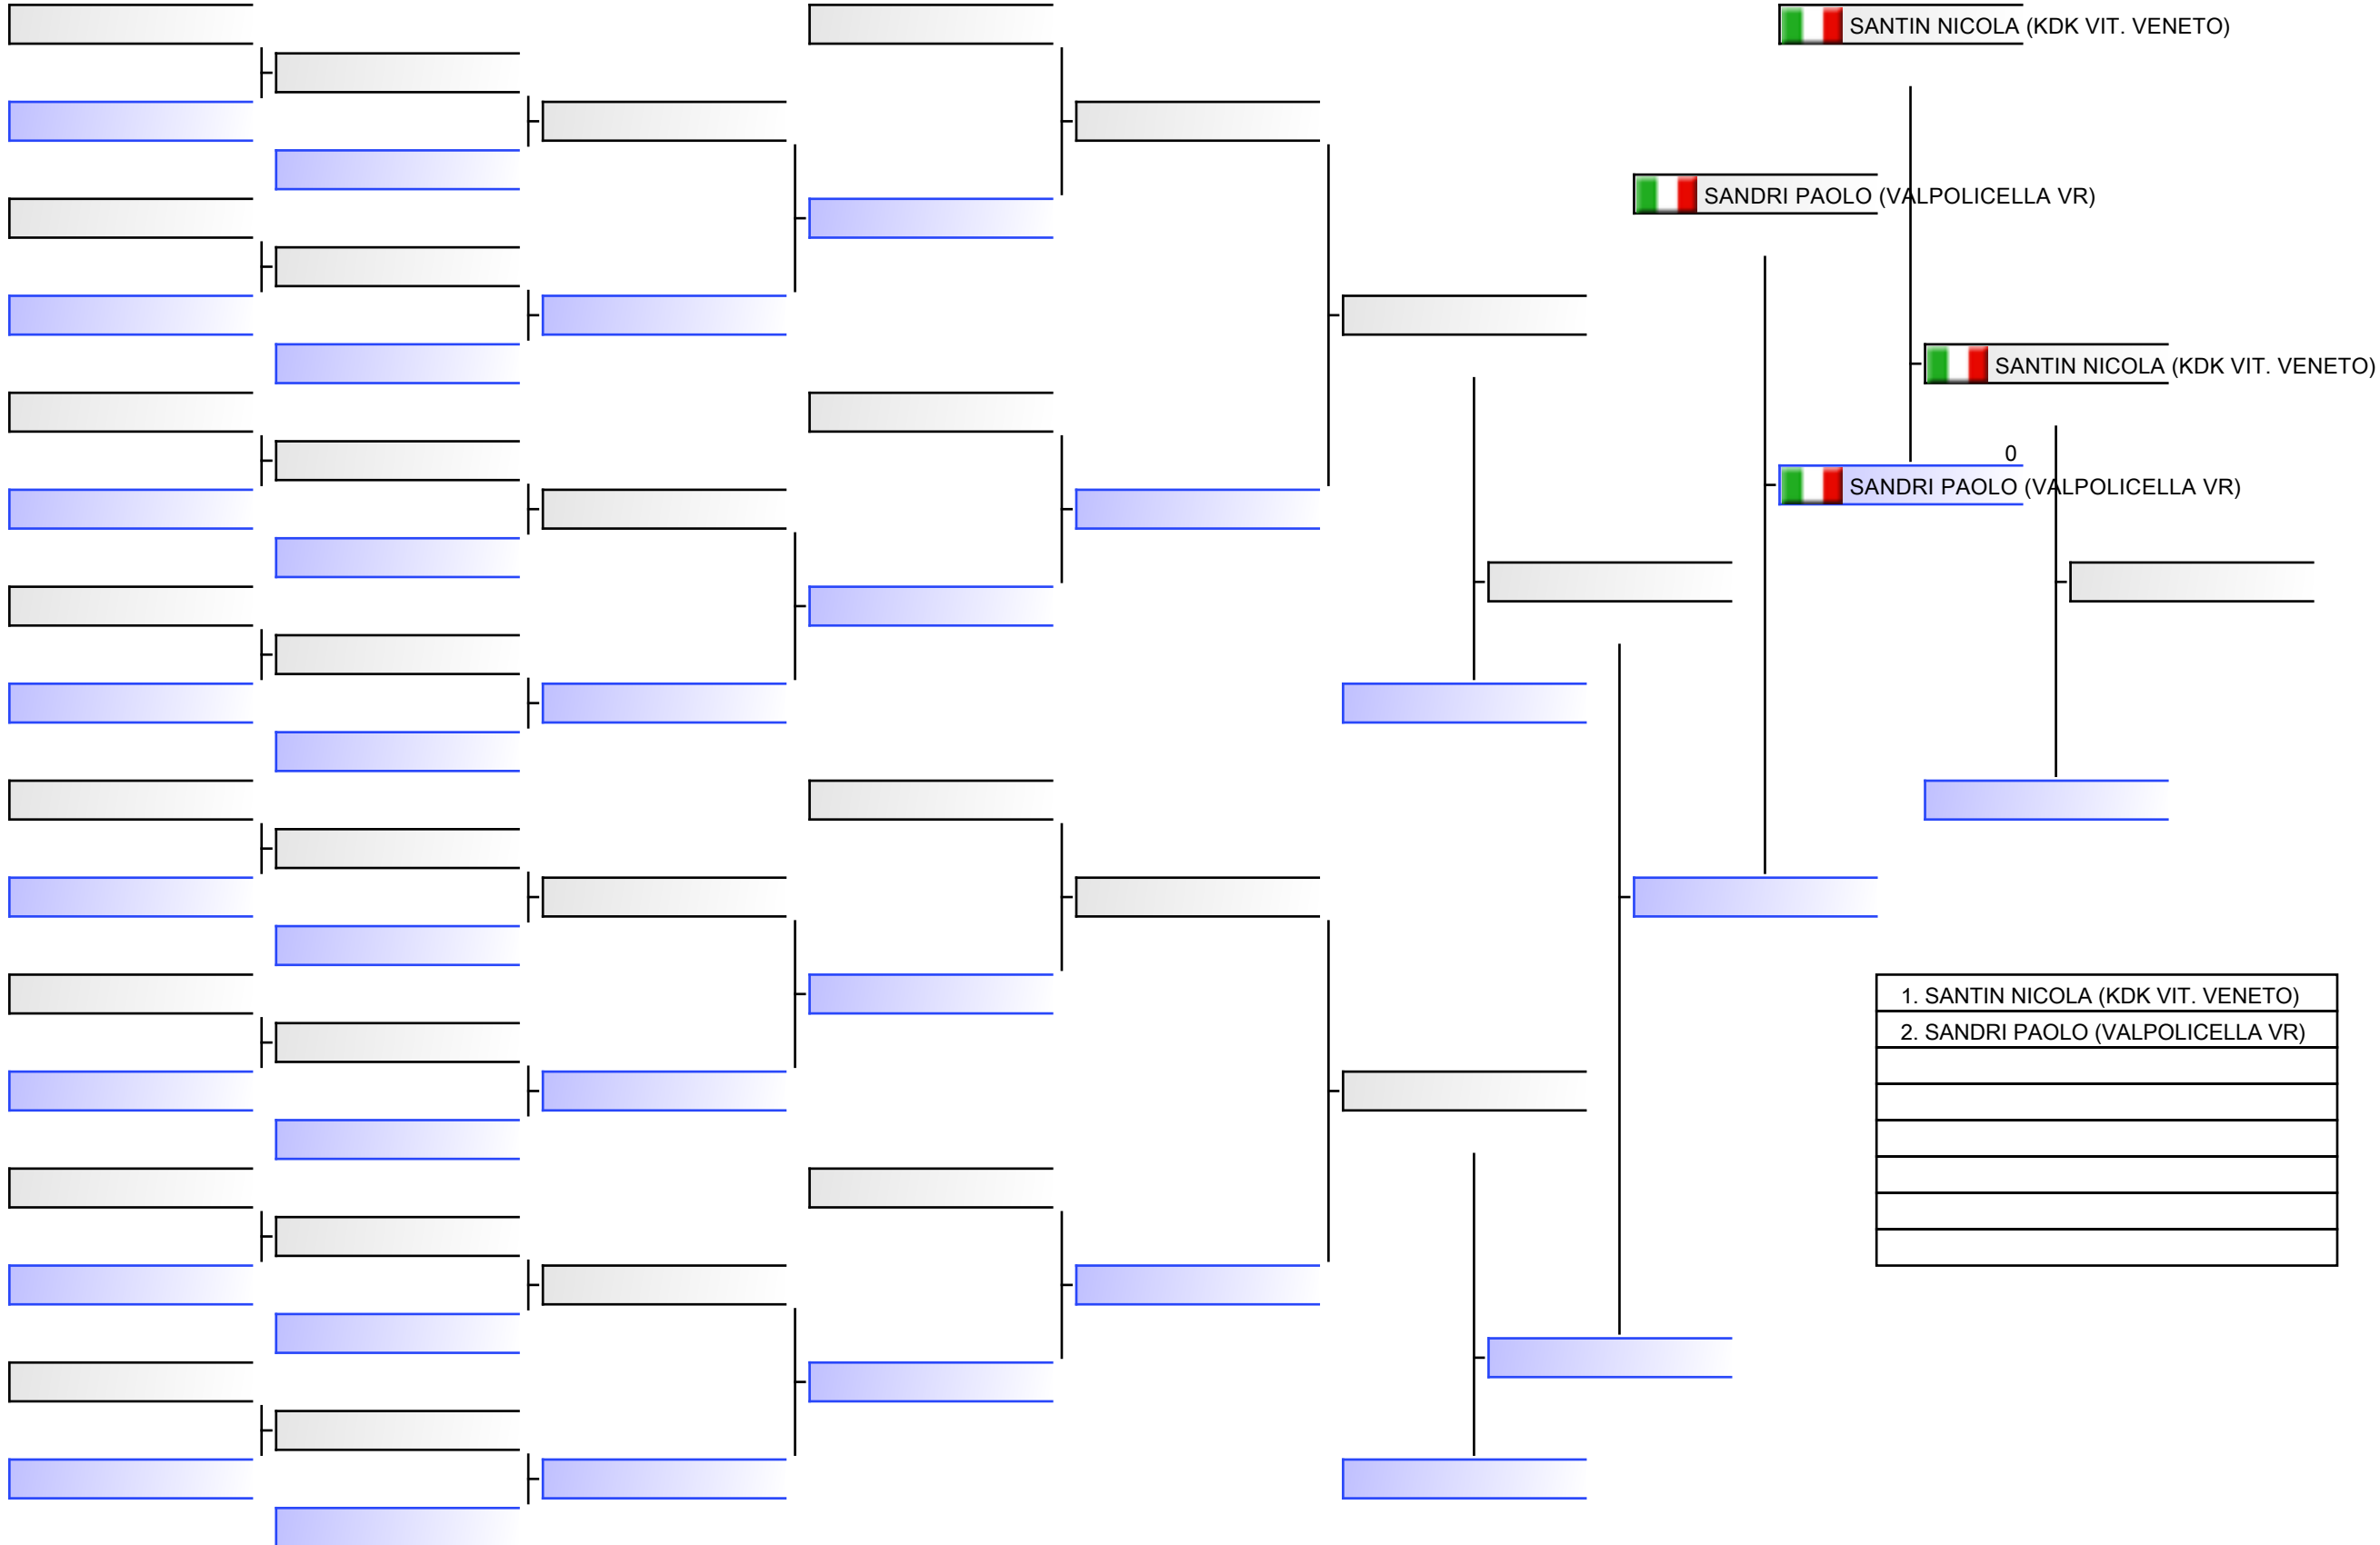 SANTIN NICOLA (KDK VIT. VENETO)
SANDRI PAOLO (VALPOLICELLA VR)
SANTIN NICOLA (KDK VIT. VENETO)
0
SANDRI PAOLO (VALPOLICELLA VR)
1. SANTIN NICOLA (KDK VIT. VENETO)
2. SANDRI PAOLO (VALPOLICELLA VR)